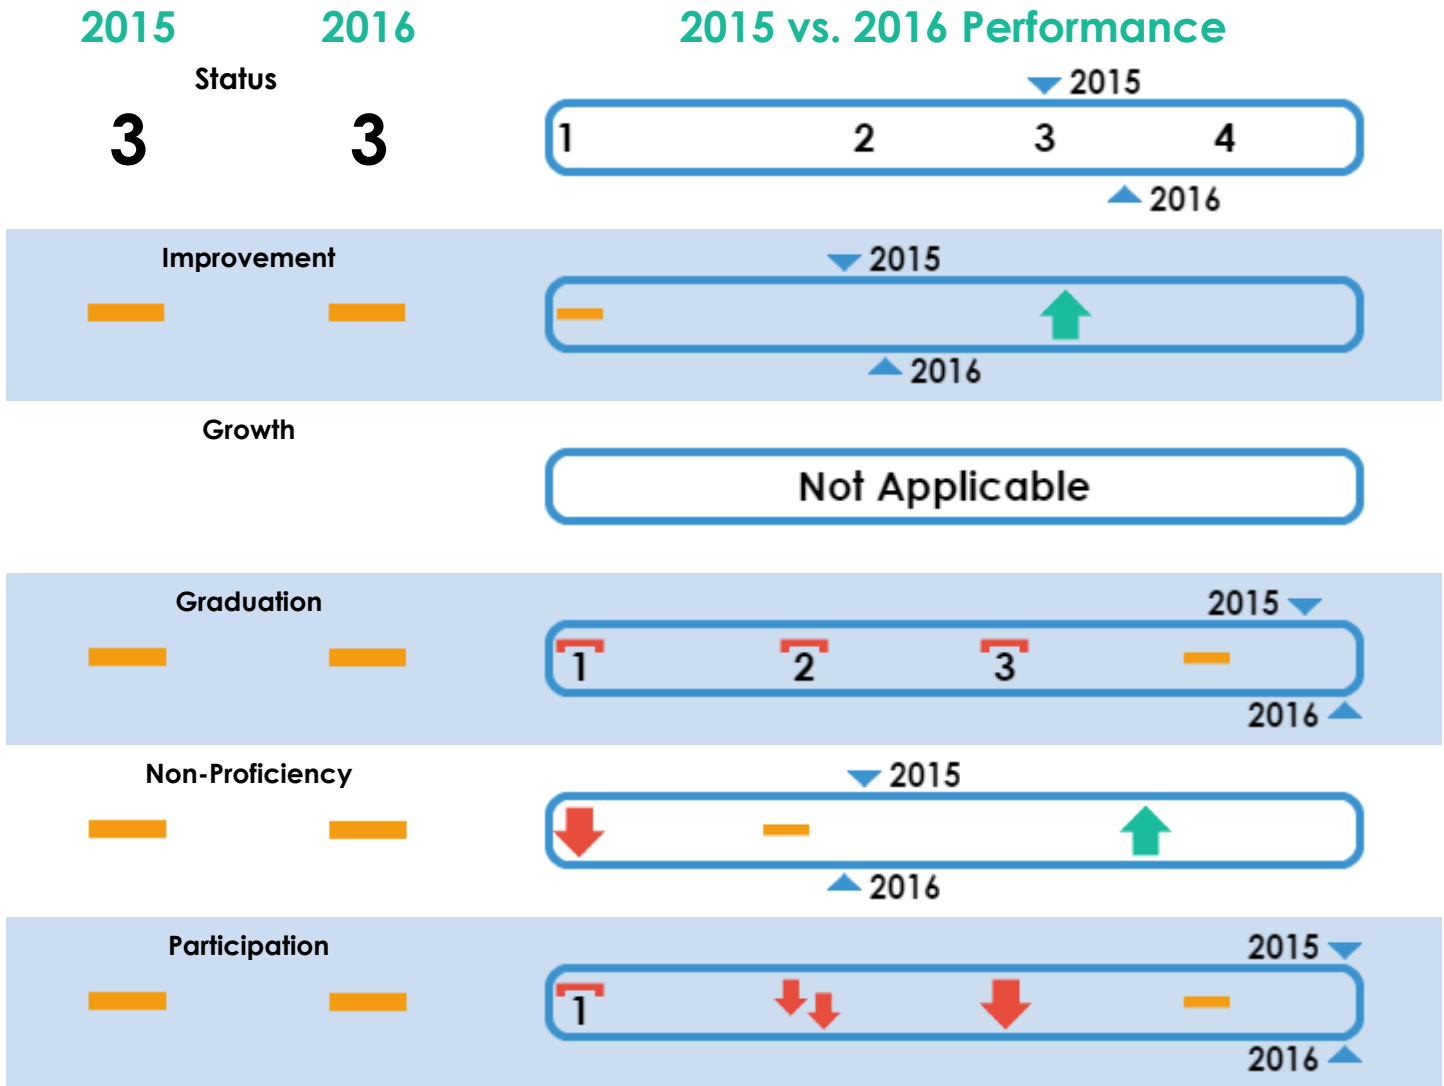 2015 2016 2015 vs. 2016 Performance
Status
2015
3 3
1 2 3 4
2016
Improvement
2015
2016
Growth
Not Applicable
Graduation
2015
1 2 3
2016
Non-Proficiency
2015
2016
Participation
2015
1
2016